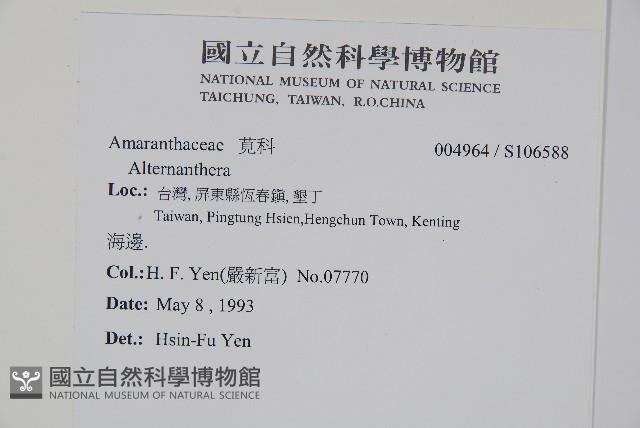 國立自然科學博物館
NATIONAL MUSEUM OF NATURAL SCIENCE
TAICHUNG, TAIWAN, R.O.CHINA
Amaranthaceae 莧科 004964 / S106588
Alternanthera
Loc.: 台灣, 屏東縣恆春鎮, 墾丁
Taiwan, Pingtung Hsien,Hengchun Town, Kenting
海邊.
Col.: H. F. Yen(嚴新富) No.07770
Date: May 8 , 1993
Det.: Hsin-Fu Yen
國立自然科學博物館
NATIONAL MUSEUM OF NATURAL SCIENCE